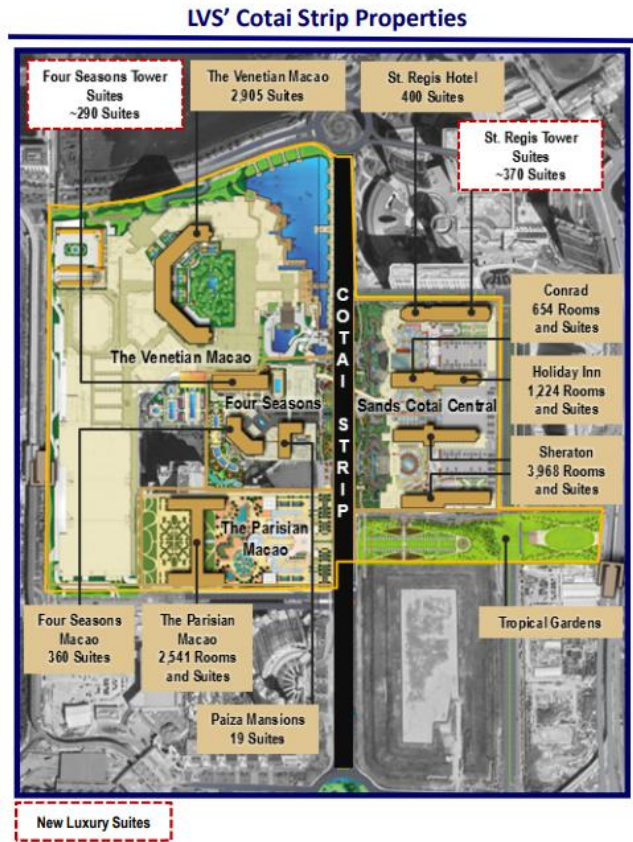 LVS' Cotai Strip Properties
Four Seasons Tower
Suites
~290 Suites
The Venetian Macao
2,905 Suites
St. Regis Hotel
400 Suites
St. Regis Tower
Suites
~370 Suites
Conrad
654 Rooms
and Suites
Holiday Inn
1,224 Rooms
and Suites
Sheraton
3,968 Rooms
and Suites
The Venetian Macao
Four Seasons
Sands Cotai Central
COTAI STRIP
The Parisian
Macao
Four Seasons
Macao
360 Suites
The Parisian
Macao
2,541 Rooms
and Suites
Paiza Mansions
19 Suites
Tropical Gardens
New Luxury Suites